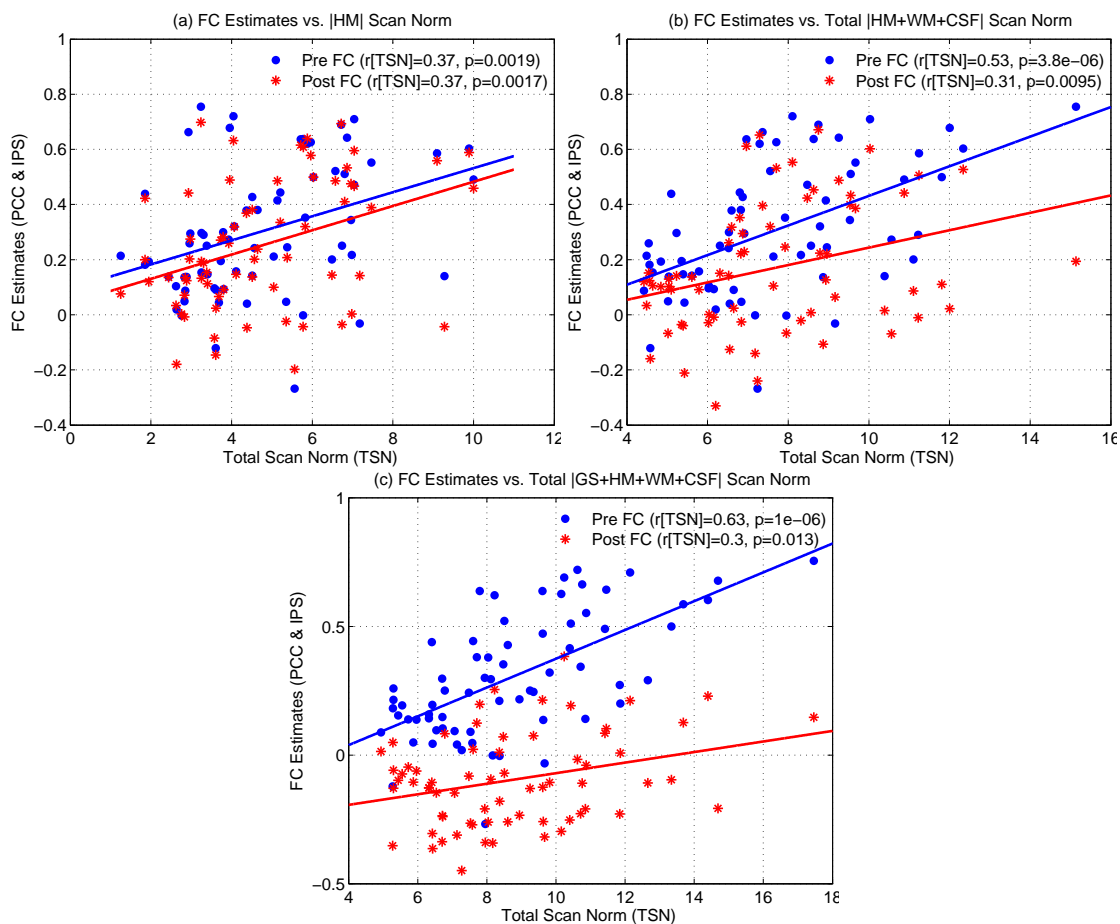 (a) FC Estimates vs. |HM| Scan Norm
1
0.8
0.6
0.4
0.2
0
−0.2
−0.4
FC Estimates (PCC & IPS)
Pre FC (r[TSN]=0.37, p=0.0019)
Post FC (r[TSN]=0.37, p=0.0017)
0 2 4 6 8 10 12
Total Scan Norm (TSN)
(b) FC Estimates vs. Total |HM+WM+CSF| Scan Norm
1
0.8
0.6
0.4
0.2
0
−0.2
−0.4
FC Estimates (PCC & IPS)
Pre FC (r[TSN]=0.53, p=3.8e−06)
Post FC (r[TSN]=0.31, p=0.0095)
4 6 8 10 12 14 16
Total Scan Norm (TSN)
(c) FC Estimates vs. Total |GS+HM+WM+CSF| Scan Norm
1
0.5
0
−0.5
FC Estimates (PCC & IPS)
Pre FC (r[TSN]=0.63, p=1e−06)
Post FC (r[TSN]=0.3, p=0.013)
4 6 8 10 12 14 16 18
Total Scan Norm (TSN)